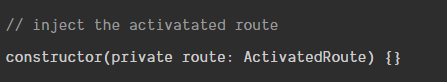 // inject the activatated route
constructor(private route: ActivatedRoute) {}